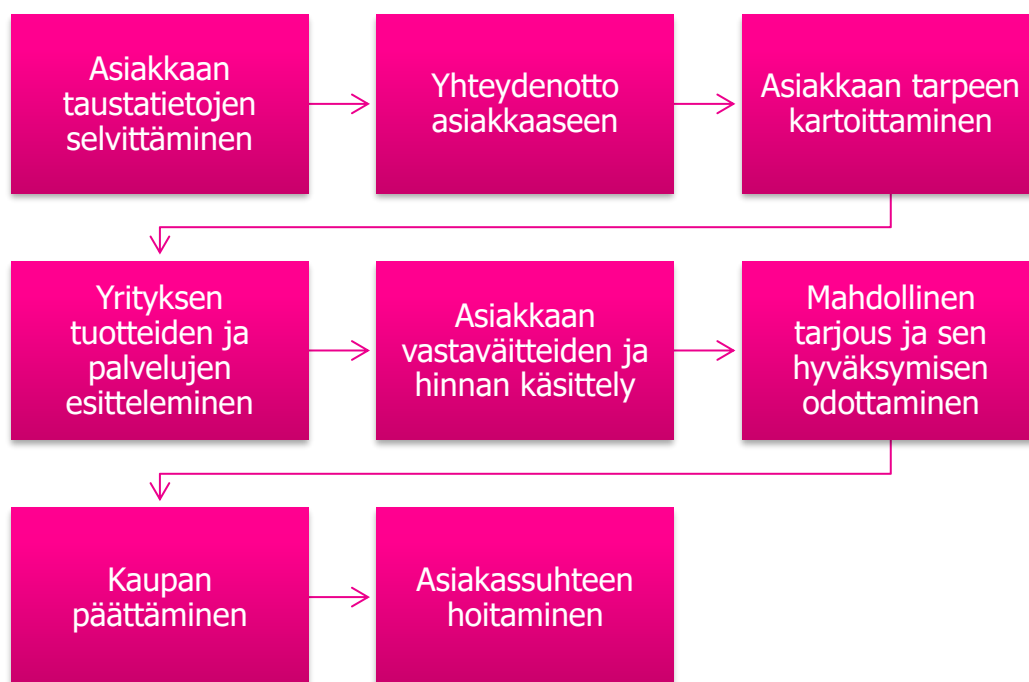 Asiakkaan
taustatietojen
selvittäminen
Yhteydenotto
asiakkaaseen
Asiakkaan tarpeen
kartoittaminen
Yrityksen
tuotteiden ja
palvelujen
esitteleminen
Asiakkaan
vastaväitteiden ja
hinnan käsittely
Mahdollinen
tarjous ja sen
hyväksymisen
odottaminen
Kaupan
päättäminen
Asiakassuhteen
hoitaminen